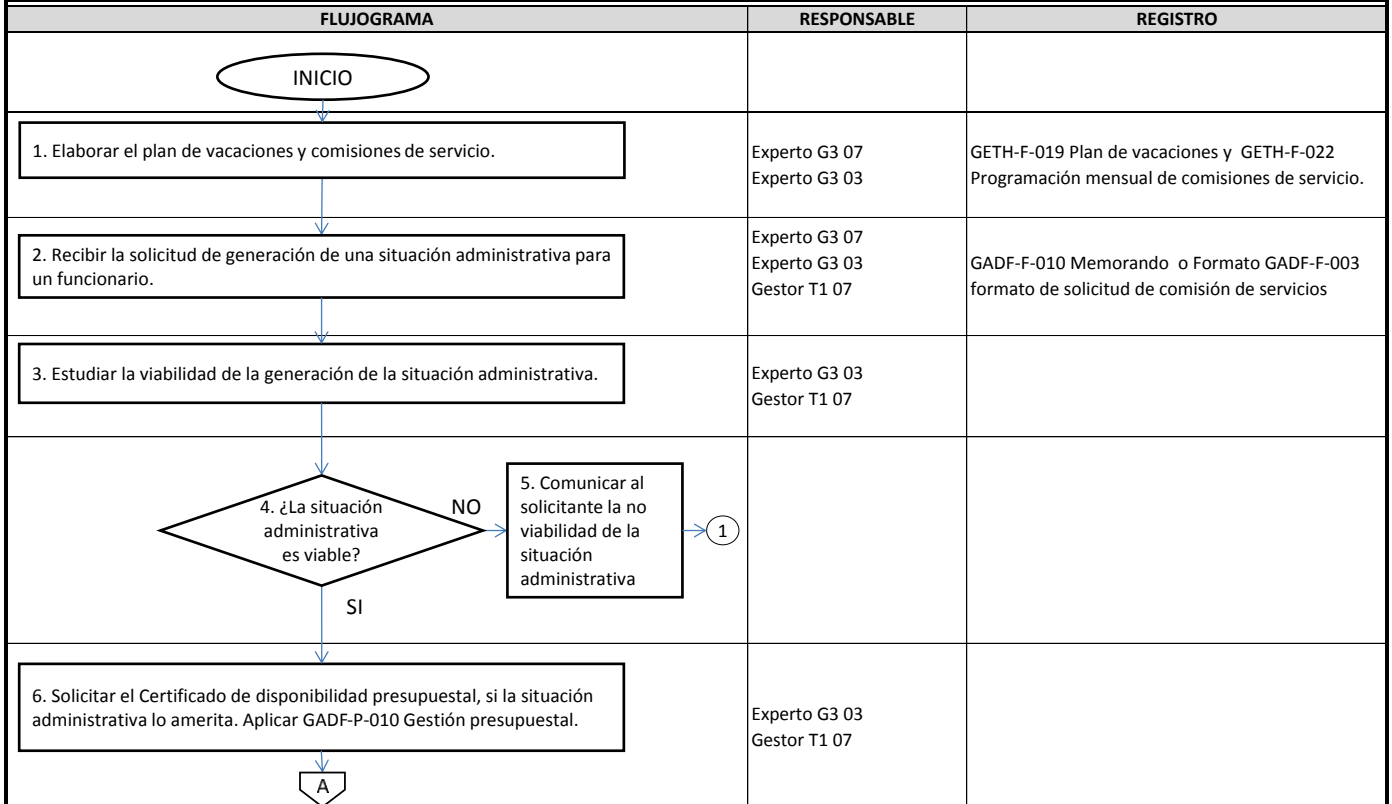 FLUJOGRAMA RESPONSABLE REGISTRO
INICIO
1. Elaborar el plan de vacaciones y comisiones de servicio.
Experto G3 07
Experto G3 03
GETH-F-019 Plan de vacaciones y GETH-F-022
Programación mensual de comisiones de servicio.
2. Recibir la solicitud de generación de una situación administrativa para
un funcionario.
Experto G3 07
Experto G3 03
Gestor T1 07
GADF-F-010 Memorando o Formato GADF-F-003
formato de solicitud de comisión de servicios
3. Estudiar la viabilidad de la generación de la situación administrativa.
Experto G3 03
Gestor T1 07
4. ¿La situación
administrativa
es viable?
NO
SI
5. Comunicar al
solicitante la no
viabilidad de la
situación
administrativa
1
6. Solicitar el Certificado de disponibilidad presupuestal, si la situación
administrativa lo amerita. Aplicar GADF-P-010 Gestión presupuestal.
Experto G3 03
Gestor T1 07
A